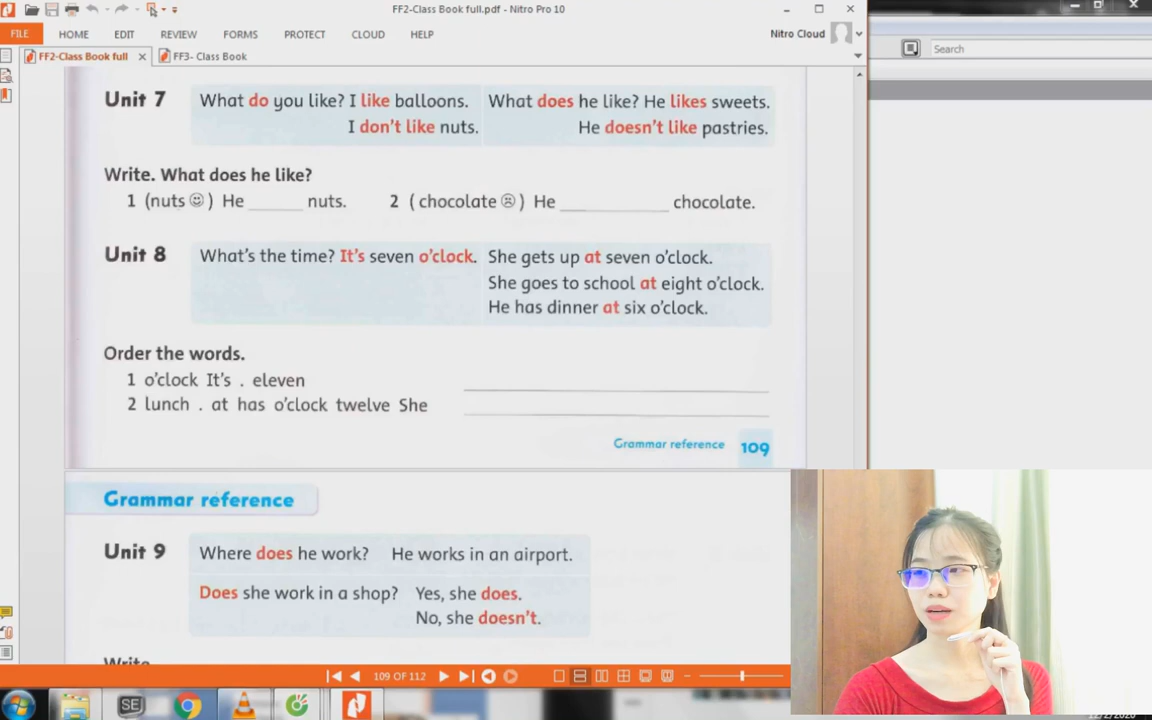 FF2-Class Book full.pdf - Nitro Pro 10
FILE HOME EDIT REVIEW FORMS PROTECT CLOUD HELP
Nitro Cloud
Search
FF2-Class Book full
FF3- Class Book
Unit 7
What do you like? I like balloons.
I don't like nuts.
What does he like? He likes sweets.
He doesn't like pastries.
Write. What does he like?
1 (nuts ☺) He ______ nuts.
2 ( chocolate ☹) He ____________ chocolate.
Unit 8
What's the time? It's seven o'clock.
She gets up at seven o'clock.
She goes to school at eight o'clock.
He has dinner at six o'clock.
Order the words.
1 o'clock It's . eleven
2 lunch . at has o'clock twelve She
Grammar reference 109
Grammar reference
Unit 9
Where does he work? He works in an airport.
Does she work in a shop? Yes, she does.
No, she doesn't.
Write
109 OF 112
SE